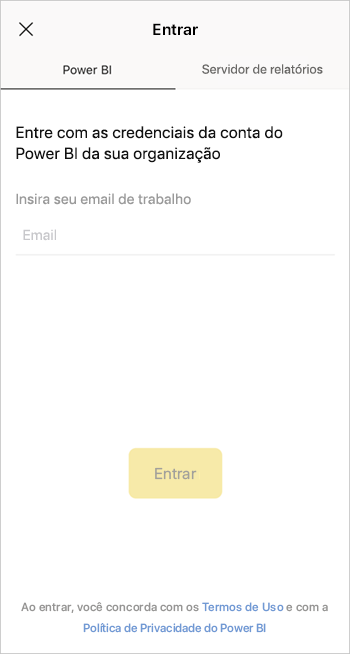 Entrar
Power BI
Servidor de relatórios
Entre com as credenciais da conta do
Power BI da sua organização
Insira seu email de trabalho
Email
Entrar
Ao entrar, você concorda com os Termos de Uso e com a
Política de Privacidade do Power BI